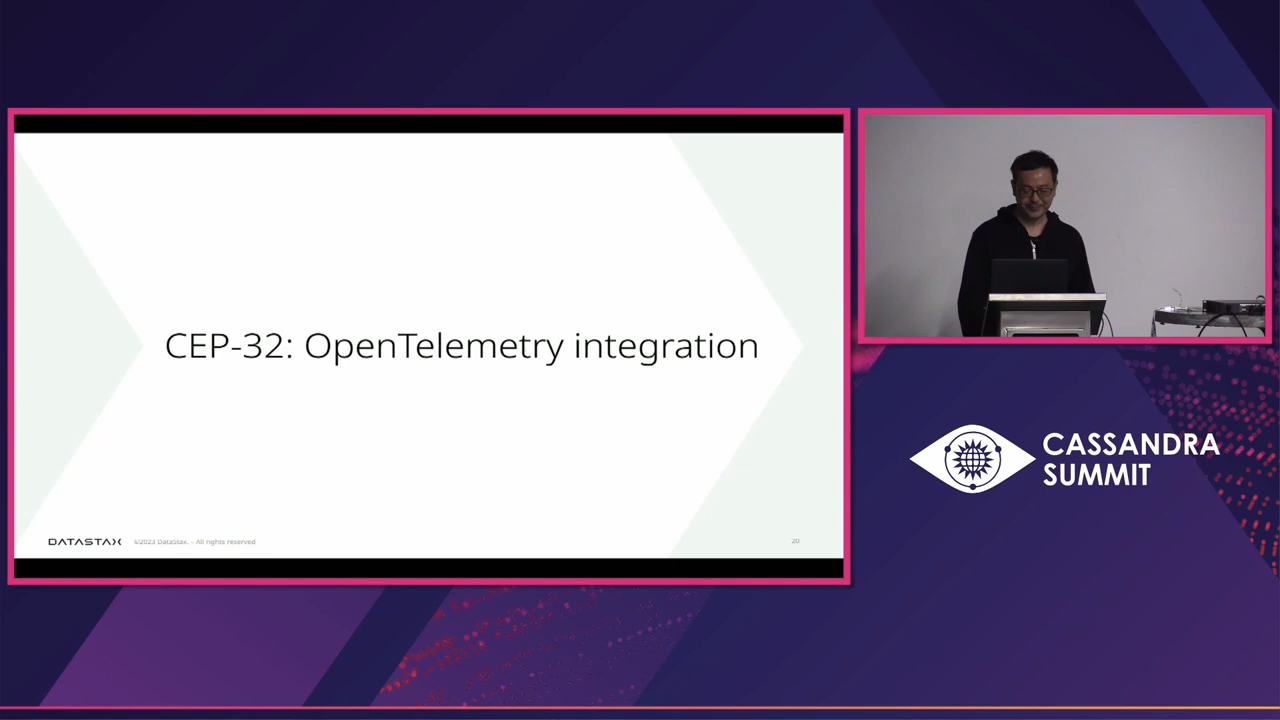 CEP-32: OpenTelemetry integration
DATASTAX
©2023 DataStax. – All rights reserved
20
CASSANDRA
SUMMIT